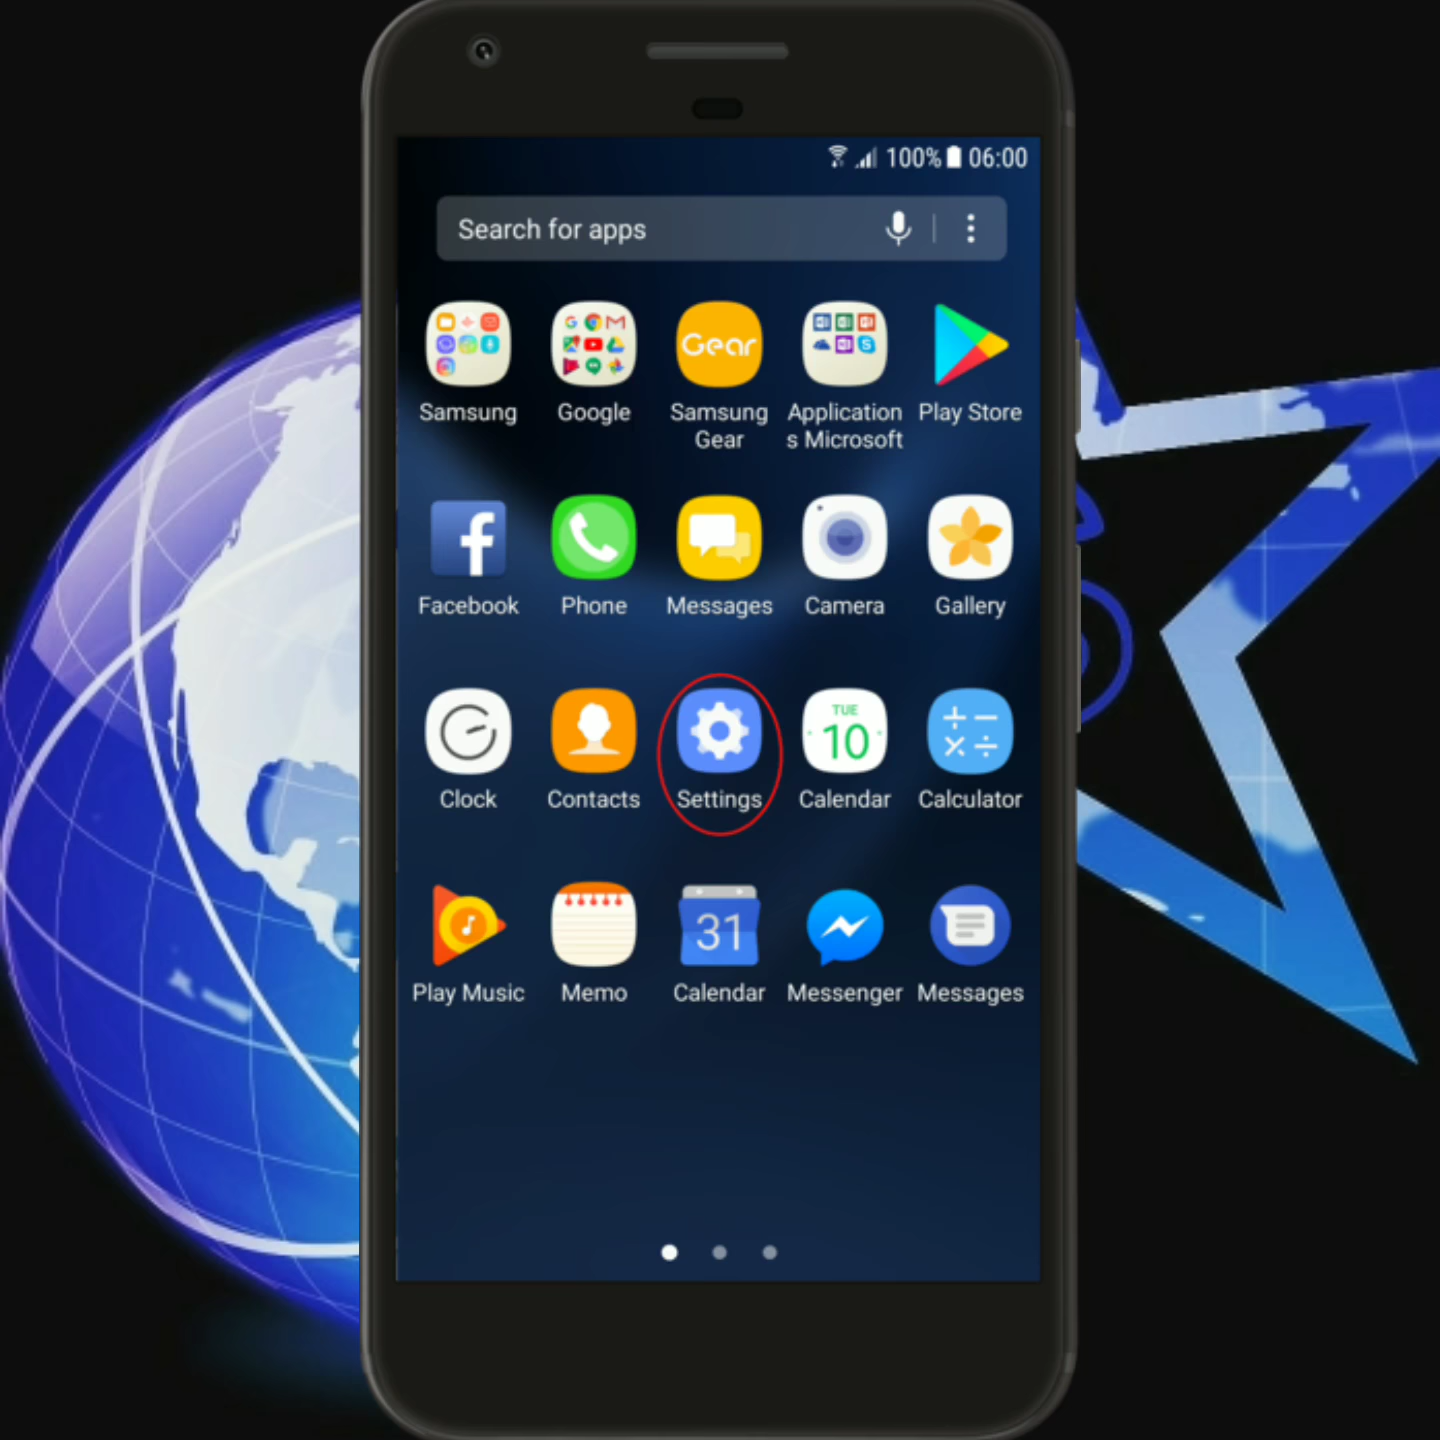 100% 06:00
Search for apps
Gear
Samsung Google Samsung Gear Applications Microsoft Play Store
f
Facebook Phone Messages Camera Gallery
TUE
10
Clock Contacts Settings Calendar Calculator
31
Play Music Memo Calendar Messenger Messages